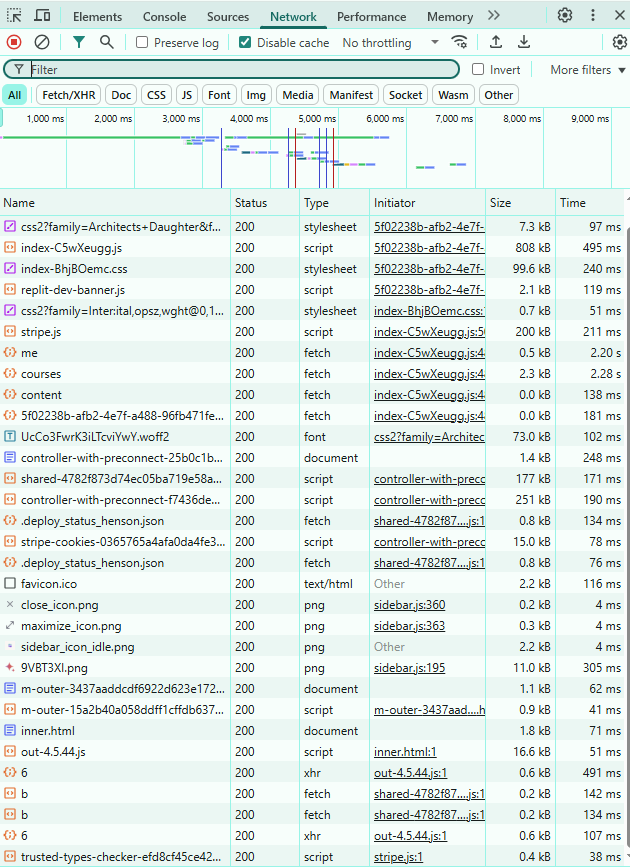 Elements Console Sources Network Performance Memory
Preserve log Disable cache No throttling
Filter Invert More filters
All Fetch/XHR Doc CSS JS Font Img Media Manifest Socket Wasm Other
1,000 ms 2,000 ms 3,000 ms 4,000 ms 5,000 ms 6,000 ms 7,000 ms 8,000 ms 9,000 ms
Name Status Type Initiator Size Time
css2?family=Architects+Daughter&f... 200 stylesheet 5f02238b-afb2-4e7f- 7.3 kB 97 ms
index-C5wXeugg.js 200 script 5f02238b-afb2-4e7f- 808 kB 495 ms
index-BhjBOemc.css 200 stylesheet 5f02238b-afb2-4e7f- 99.6 kB 240 ms
replit-dev-banner.js 200 script 5f02238b-afb2-4e7f- 2.1 kB 119 ms
css2?family=Inter:ital,opsz,wght@0,1... 200 stylesheet index-BhjBOemc.css: 0.7 kB 51 ms
stripe.js 200 script index-C5wXeugg.js:5 200 kB 211 ms
me 200 fetch index-C5wXeugg.js:4 0.5 kB 2.20 s
courses 200 fetch index-C5wXeugg.js:4 2.3 kB 2.28 s
content 200 fetch index-C5wXeugg.js:4 0.0 kB 138 ms
5f02238b-afb2-4e7f-a488-96fb471fe... 200 fetch index-C5wXeugg.js:4 0.0 kB 181 ms
UcCo3FwrK3iLTcviYwY.woff2 200 font css2?family=Architec 73.0 kB 102 ms
controller-with-preconnect-25b0c1b... 200 document 1.4 kB 248 ms
shared-4782f873d74ec05ba719e58a... 200 script controller-with-preco 177 kB 171 ms
controller-with-preconnect-f7436de... 200 script controller-with-preco 251 kB 190 ms
.deploy_status_henson.json 200 fetch shared-4782f87....js:1 0.8 kB 134 ms
stripe-cookies-0365765a4afa0da4fe3... 200 script controller-with-preco 15.0 kB 78 ms
.deploy_status_henson.json 200 fetch shared-4782f87....js:1 0.8 kB 76 ms
favicon.ico 200 text/html Other 2.2 kB 116 ms
close_icon.png 200 png sidebar.js:360 0.2 kB 4 ms
maximize_icon.png 200 png sidebar.js:363 0.3 kB 4 ms
sidebar_icon_idle.png 200 png Other 2.2 kB 4 ms
9VBT3XI.png 200 png sidebar.js:195 11.0 kB 305 ms
m-outer-3437aaddcdf6922d623e172... 200 document 1.1 kB 62 ms
m-outer-15a2b40a058ddff1cffdb637... 200 script m-outer-3437aad....h 0.9 kB 41 ms
inner.html 200 document 1.8 kB 71 ms
out-4.5.44.js 200 script inner.html:1 16.6 kB 51 ms
6 200 xhr out-4.5.44.js:1 0.6 kB 491 ms
b 200 fetch shared-4782f87....js:1 0.2 kB 142 ms
b 200 fetch shared-4782f87....js:1 0.2 kB 134 ms
6 200 xhr out-4.5.44.js:1 0.6 kB 107 ms
trusted-types-checker-efd8cf45ce42... 200 script stripe.js:1 0.4 kB 38 ms